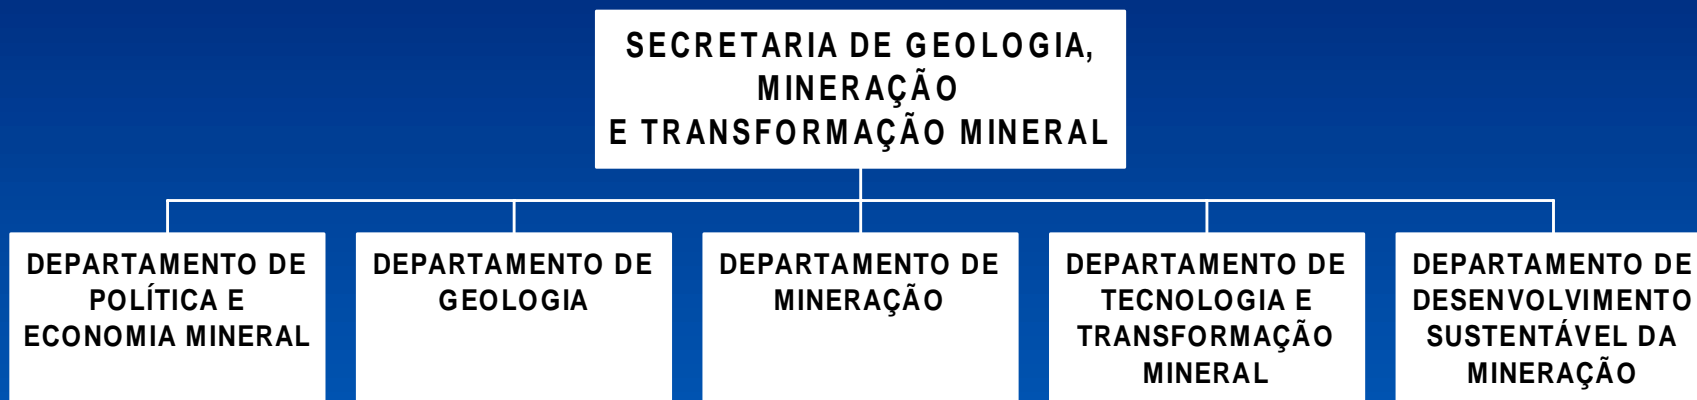 SECRETARIA DE GEOLOGIA,
MINERAÇÃO
E TRANSFORMAÇÃO MINERAL
DEPARTAMENTO DE
POLÍTICA E
ECONOMIA MINERAL
DEPARTAMENTO DE
GEOLOGIA
DEPARTAMENTO DE
MINERAÇÃO
DEPARTAMENTO DE
TECNOLOGIA E
TRANSFORMAÇÃO
MINERAL
DEPARTAMENTO DE
DESENVOLVIMENTO
SUSTENTÁVEL DA
MINERAÇÃO